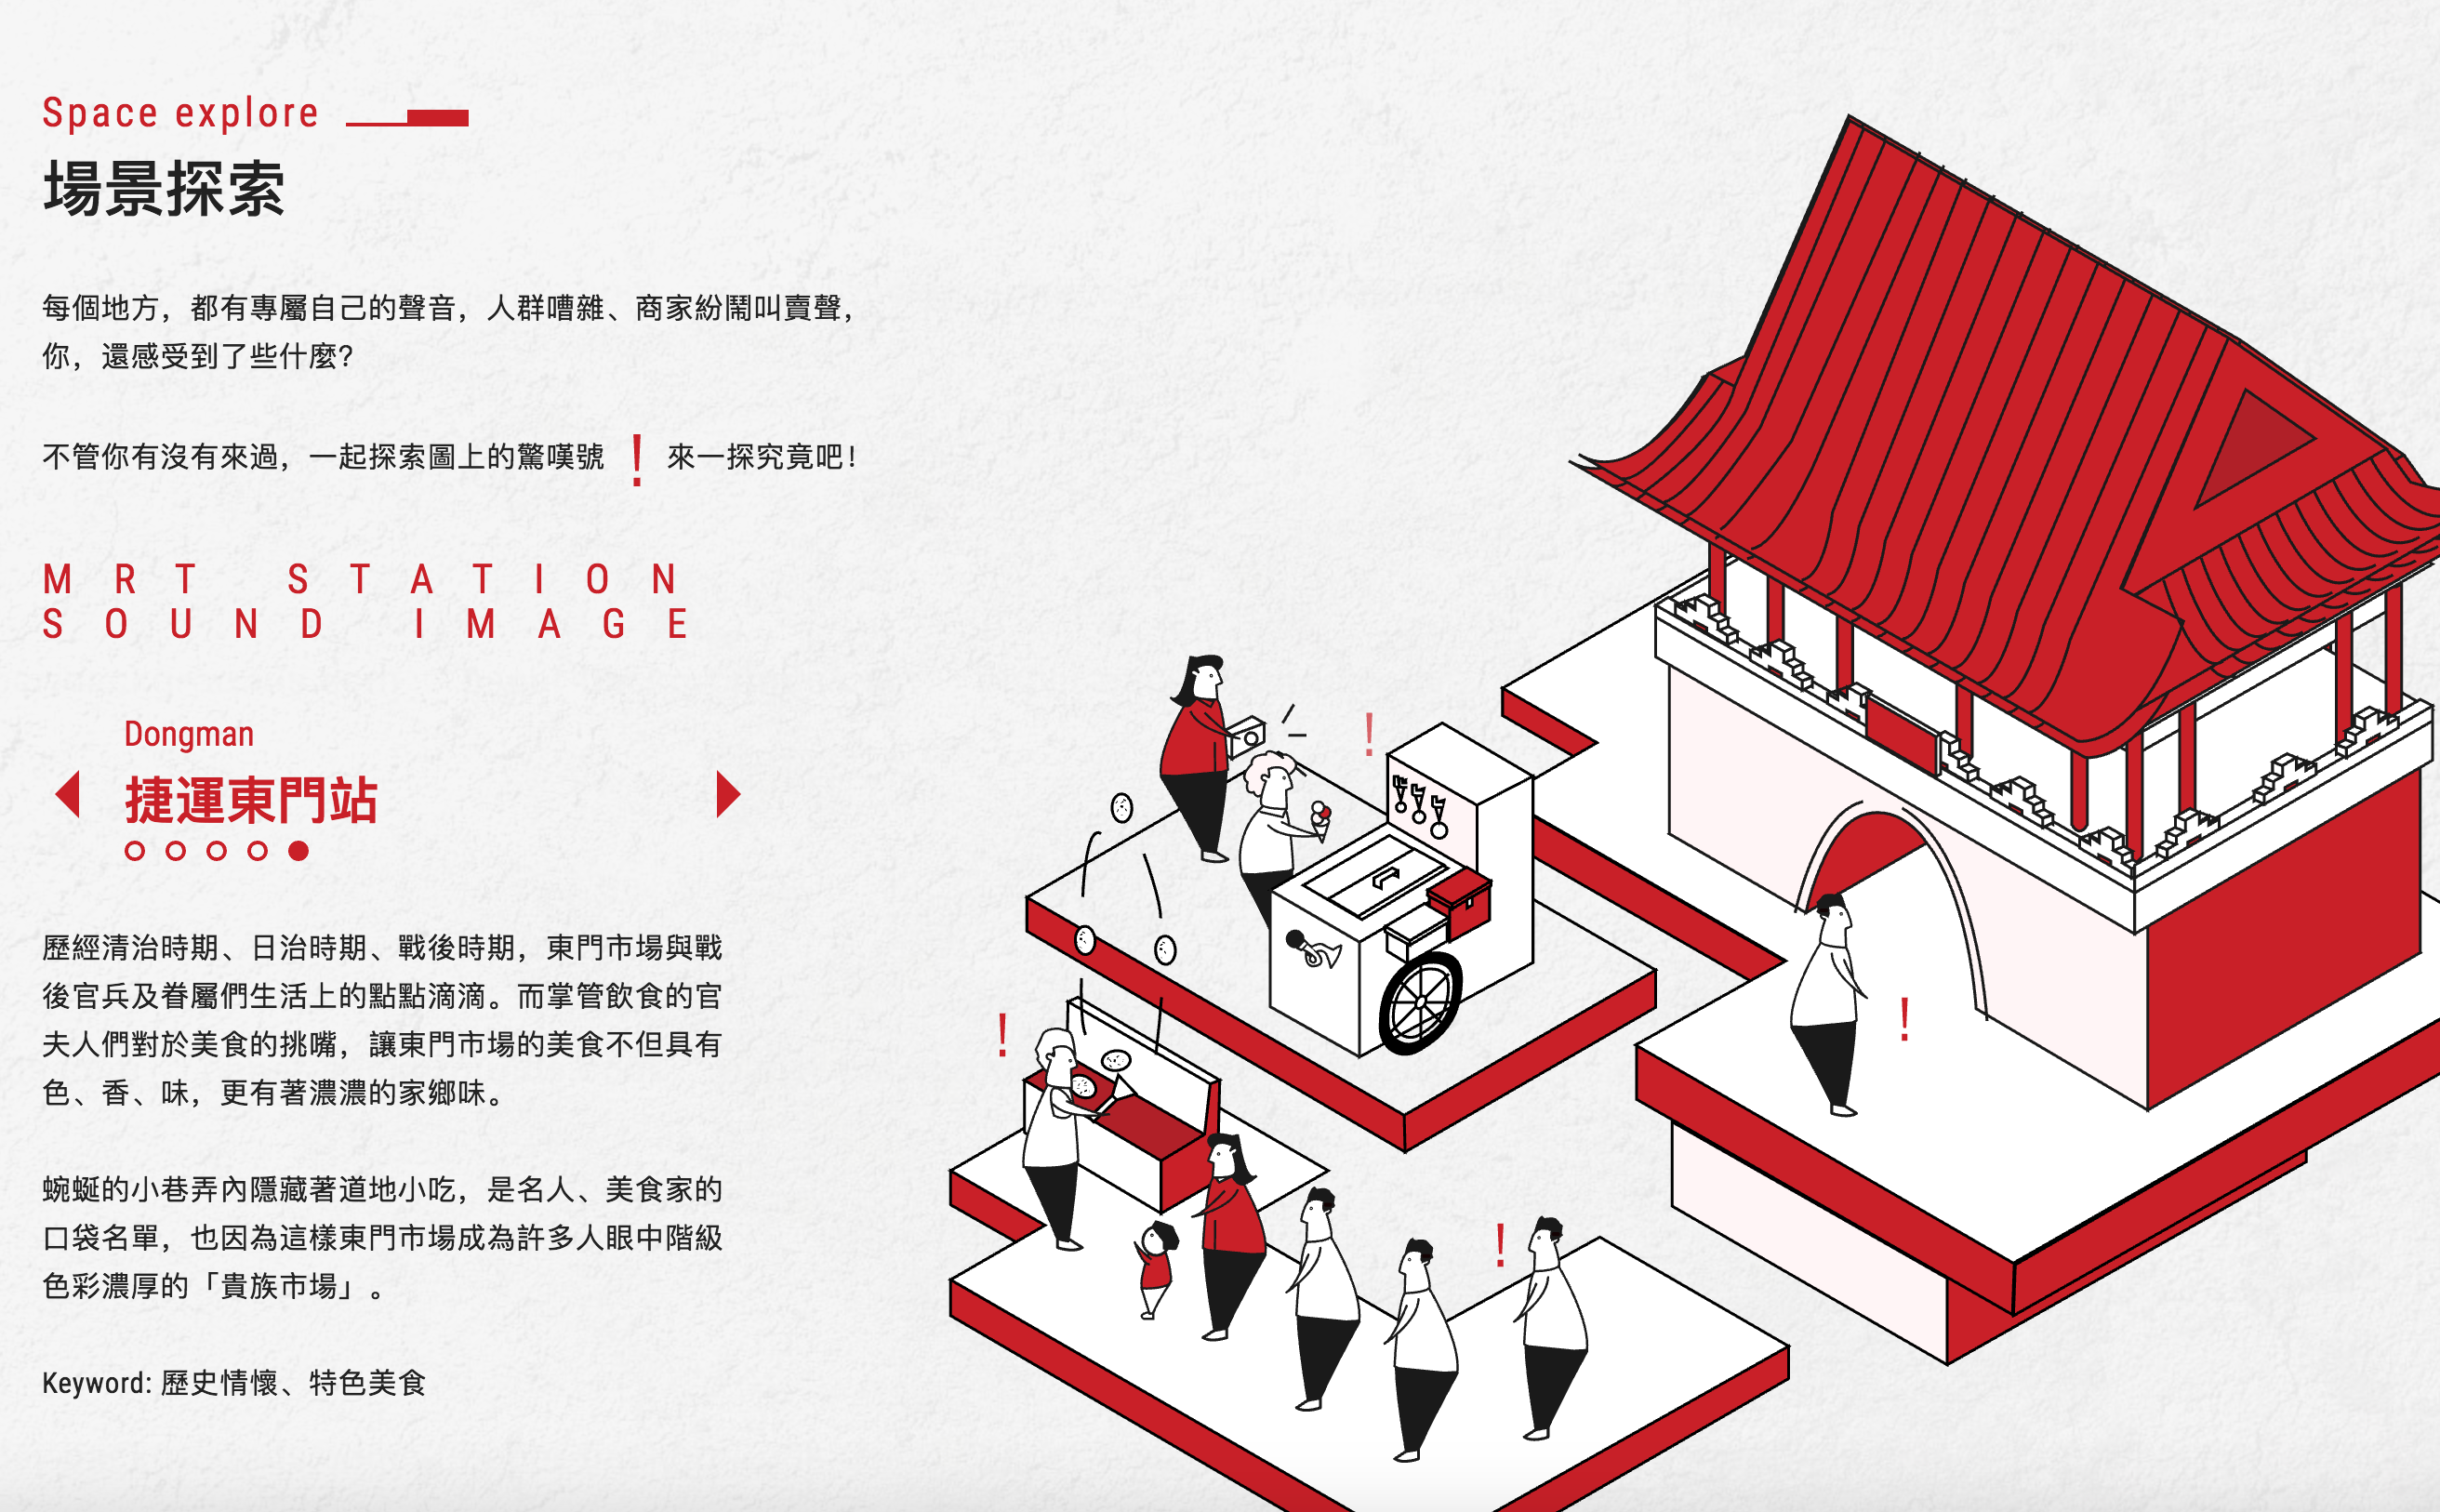 Space explore
場景探索
每個地方，都有專屬自己的聲音，人群嘈雜、商家紛鬧叫賣聲，
你，還感受到了些什麼？
不管你有沒有來過，一起探索圖上的驚嘆號 ! 來一探究竟吧！
MRT STATION
SOUND IMAGE
Dongman
捷運東門站
歷經清治時期、日治時期、戰後時期，東門市場與戰
後官兵及眷屬們生活上的點點滴滴。而掌管飲食的官
夫人們對於美食的挑嘴，讓東門市場的美食不但具有
色、香、味，更有著濃濃的家鄉味。
蜿蜒的小巷弄內隱藏著道地小吃，是名人、美食家的
口袋名單，也因為這樣東門市場成為許多人眼中階級
色彩濃厚的「貴族市場」。
Keyword: 歷史情懷、特色美食